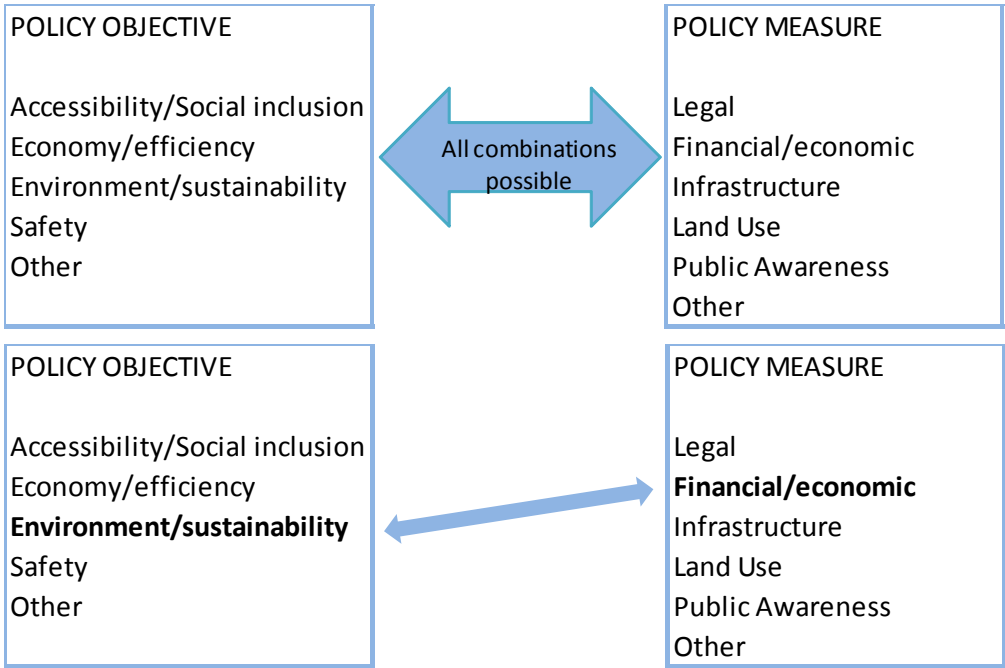 POLICY OBJECTIVE
Accessibility/Social inclusion
Economy/efficiency
Environment/sustainability
Safety
Other
All combinations
possible
POLICY MEASURE
Legal
Financial/economic
Infrastructure
Land Use
Public Awareness
Other
POLICY OBJECTIVE
Accessibility/Social inclusion
Economy/efficiency
Environment/sustainability
Safety
Other
POLICY MEASURE
Legal
Financial/economic
Infrastructure
Land Use
Public Awareness
Other